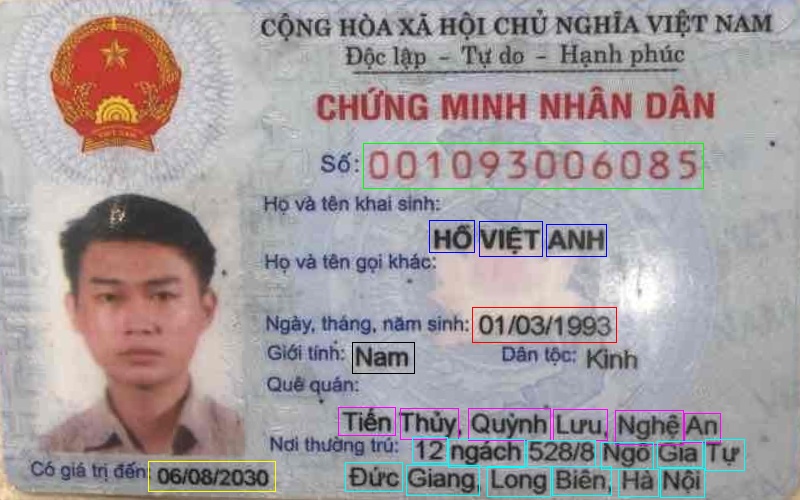 CỘNG HÒA XÃ HỘI CHỦ NGHĨA VIỆT NAM
Độc lập - Tự do - Hạnh phúc
CHỨNG MINH NHÂN DÂN
Số: 001093006085
Họ và tên khai sinh:
HỒ VIỆT ANH
Họ và tên gọi khác:
Ngày, tháng, năm sinh: 01/03/1993
Giới tính: Nam Dân tộc: Kinh
Quê quán:
Tiến Thủy, Quỳnh Lưu, Nghệ An
Nơi thường trú: 12 ngách 528/8 Ngô Gia Tự
Đức Giang, Long Biên, Hà Nội
Có giá trị đến: 06/08/2030